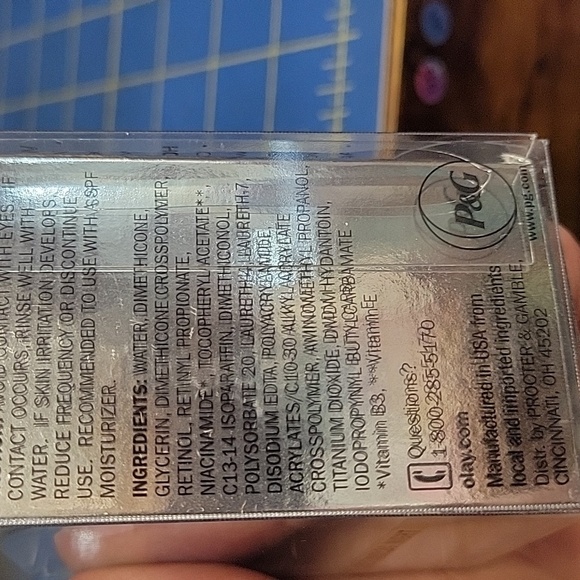 CONTACT OCCURS, RINSE WELL WITH
WATER. IF SKIN IRRITATION DEVELOPS,
REDUCE FREQUENCY OR DISCONTINUE
USE. RECOMMENDED TO USE WITH SPF
MOISTURIZER.
INGREDIENTS: WATER, DIMETHICONE,
GLYCERIN, DIMETHICONE CROSSPOLYMER,
RETINOL, RETINYL PROPIONATE,
NIACINAMIDE*, TOCOPHERYL ACETATE**,
C13-14 ISOPARAFFIN, DIMETHICONOL,
POLYSORBATE 20, LAURETH-4, LAURETH-7,
DISODIUM EDTA, POLYACRYLAMIDE,
ACRYLATES/C10-30 ALKYL ACRYLATE
CROSSPOLYMER, AMINOMETHYL PROPANOL,
TITANIUM DIOXIDE, DMDM HYDANTOIN,
IODOPROPYNYL BUTYLCARBAMATE.
*Vitamin B3, **Vitamin E
Questions?
1-800-285-5170
olay.com
Manufactured in USA from
local and imported ingredients
Distr. by PROCTER & GAMBLE
CINCINNATI, OH 45202
P&G
www.pg.com